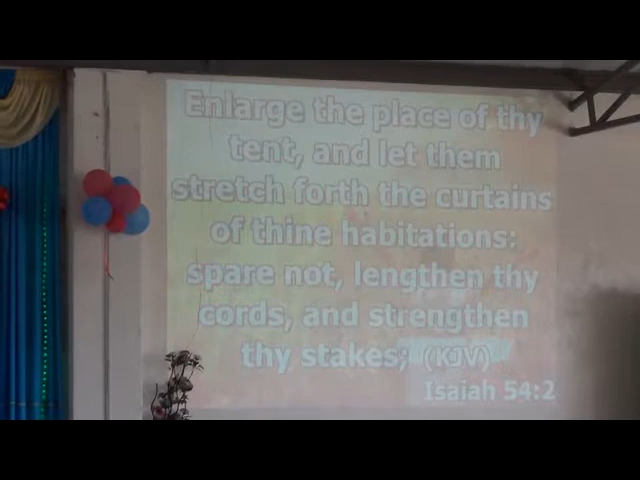 Enlarge the place of thy
tent, and let them
stretch forth the curtains
of thine habitations:
spare not, lengthen thy
cords, and strengthen
thy stakes; (KJV)
Isaiah 54:2